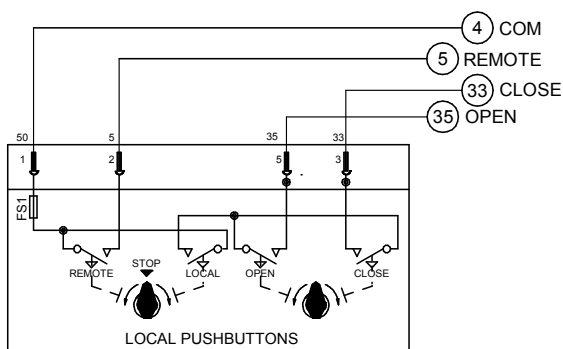 4 COM
5 REMOTE
33 CLOSE
35 OPEN
50 5 35 33
1 2 5 3
FS1
STOP
REMOTE LOCAL OPEN CLOSE
LOCAL PUSHBUTTONS